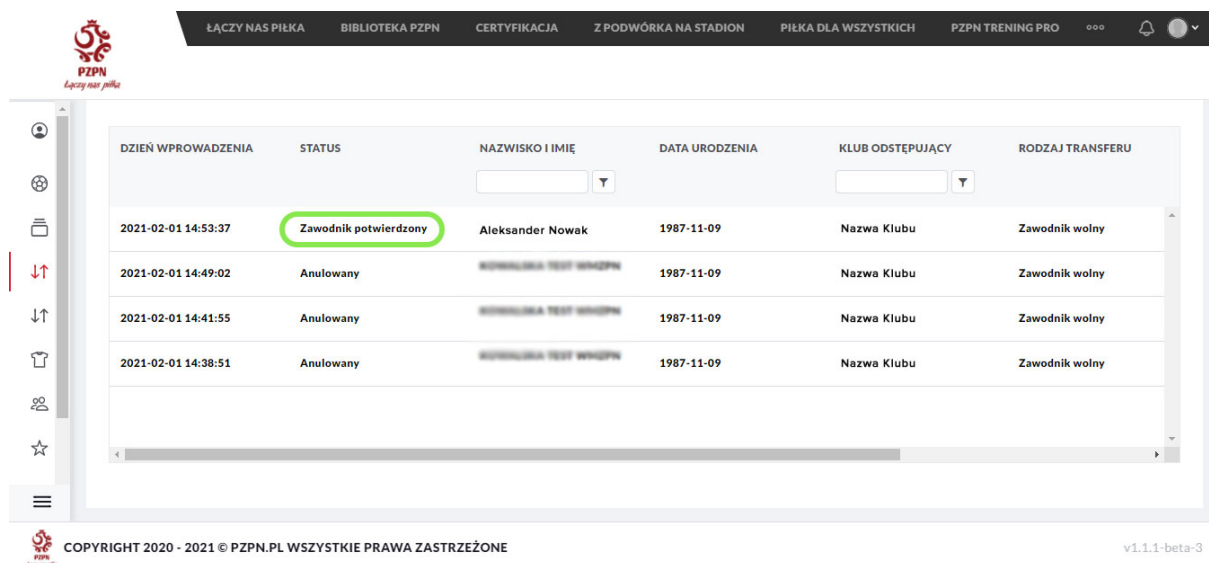 ŁĄCZY NAS PIŁKA BIBLIOTEKA PZPN CERTYFIKACJA Z PODWÓRKA NA STADION PIŁKA DLA WSZYSTKICH PZPN TRENING PRO
PZPN
Łączy nas piłka
DZIEŃ WPROWADZENIA STATUS NAZWISKO I IMIĘ DATA URODZENIA KLUB ODSTĘPUJĄCY RODZAJ TRANSFERU
2021-02-01 14:53:37 Zawodnik potwierdzony Aleksander Nowak 1987-11-09 Nazwa Klubu Zawodnik wolny
2021-02-01 14:49:02 Anulowany 1987-11-09 Nazwa Klubu Zawodnik wolny
2021-02-01 14:41:55 Anulowany 1987-11-09 Nazwa Klubu Zawodnik wolny
2021-02-01 14:38:51 Anulowany 1987-11-09 Nazwa Klubu Zawodnik wolny
PZPN
COPYRIGHT 2020 - 2021 © PZPN.PL WSZYSTKIE PRAWA ZASTRZEŻONE v1.1.1-beta-3